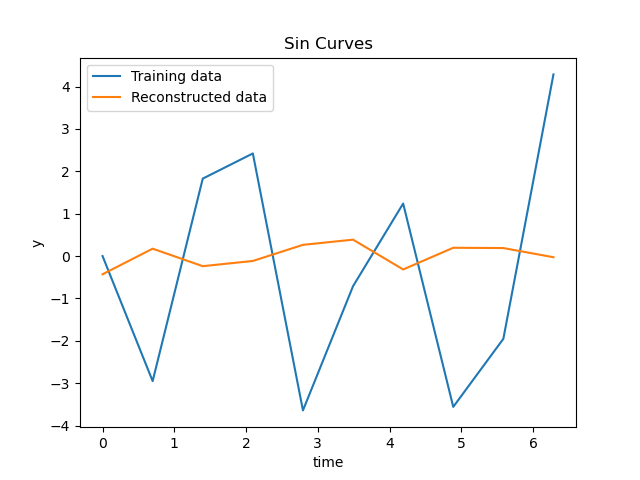 Sin Curves
Training data
Reconstructed data
4
3
2
1
0
−1
−2
−3
−4
y
0 1 2 3 4 5 6
time